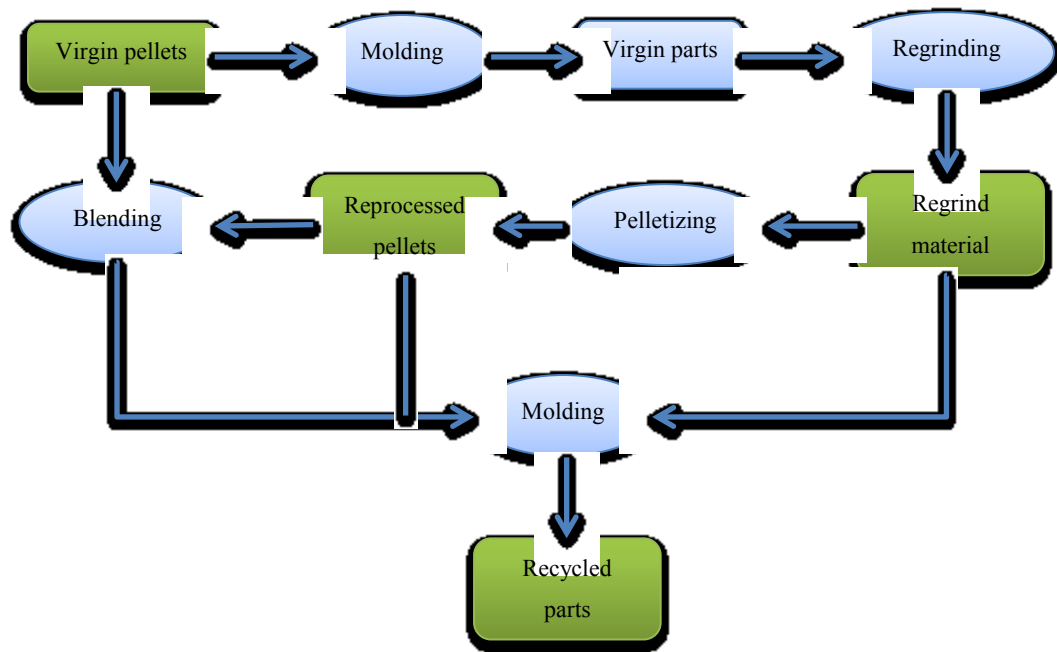 Virgin pellets
Molding
Virgin parts
Regrinding
Blending
Reprocessed
pellets
Pelletizing
Regrind
material
Molding
Recycled
parts